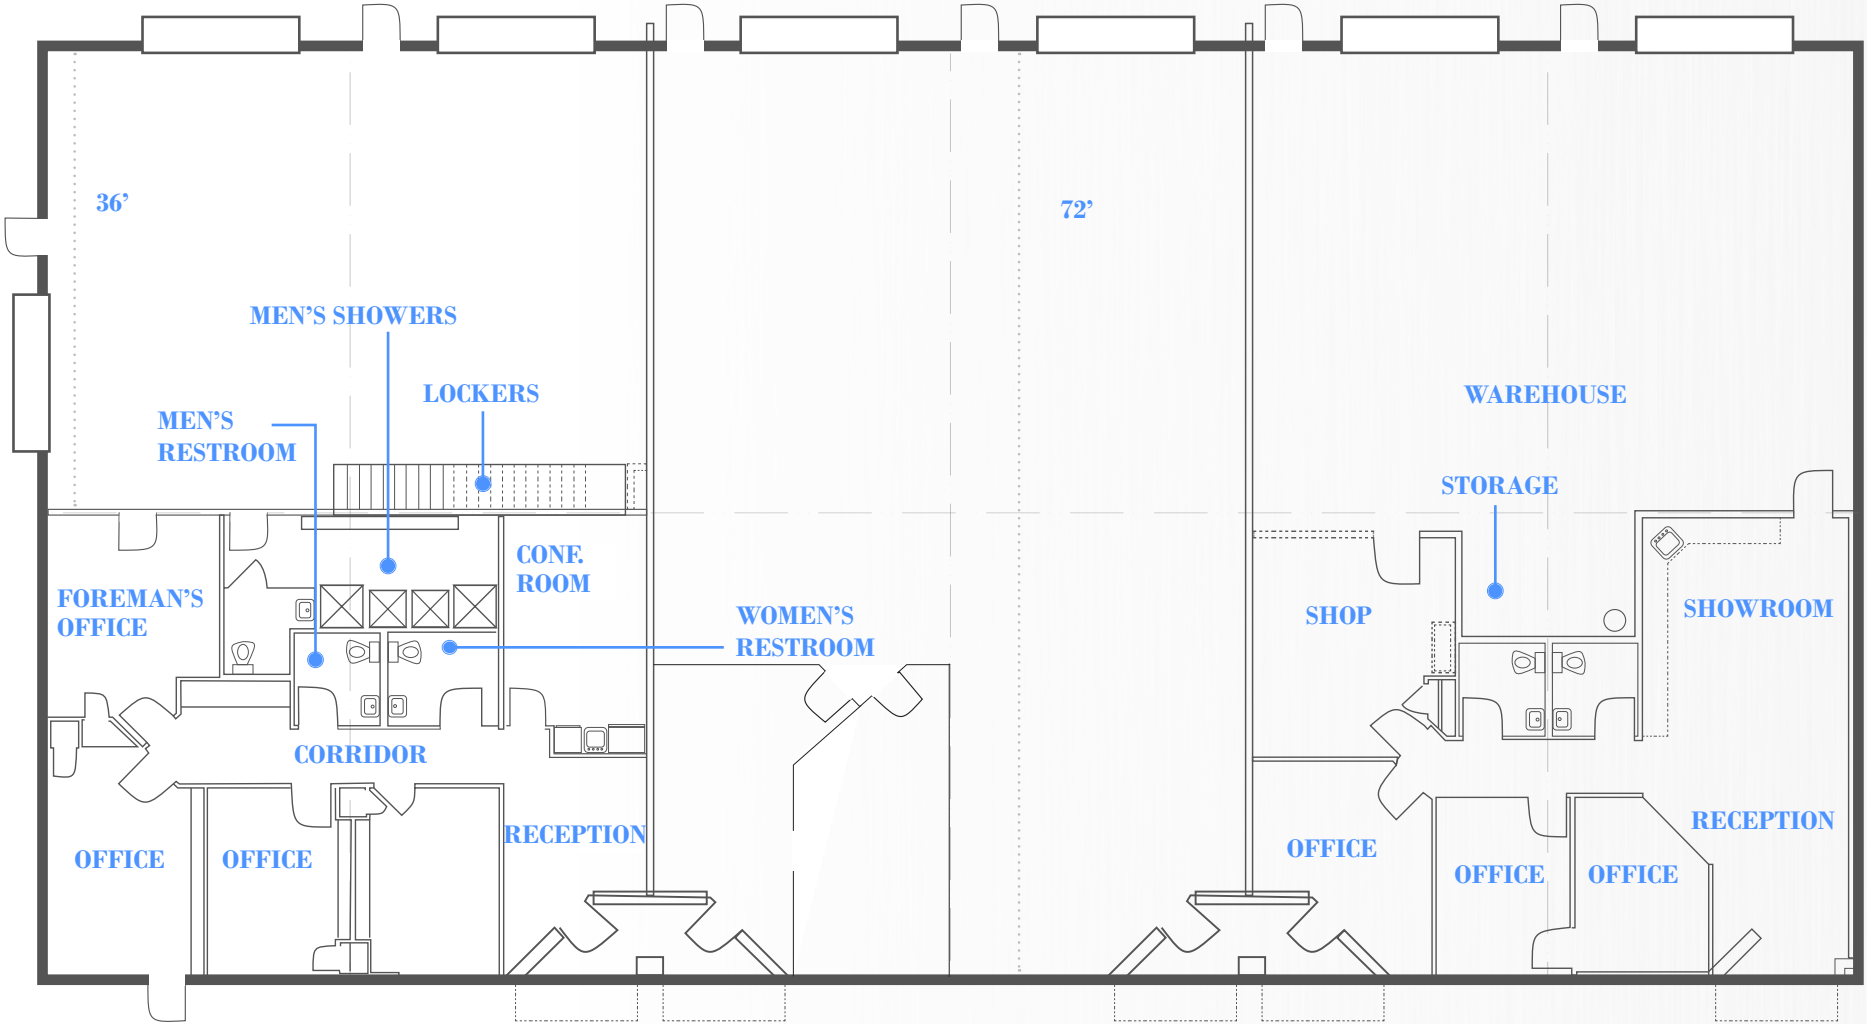 36’
72’
MEN’S SHOWERS
LOCKERS
WAREHOUSE
MEN’S
RESTROOM
STORAGE
CONF.
ROOM
FOREMAN’S
OFFICE
WOMEN’S
RESTROOM
SHOP
SHOWROOM
CORRIDOR
RECEPTION
RECEPTION
OFFICE
OFFICE
OFFICE
OFFICE
OFFICE